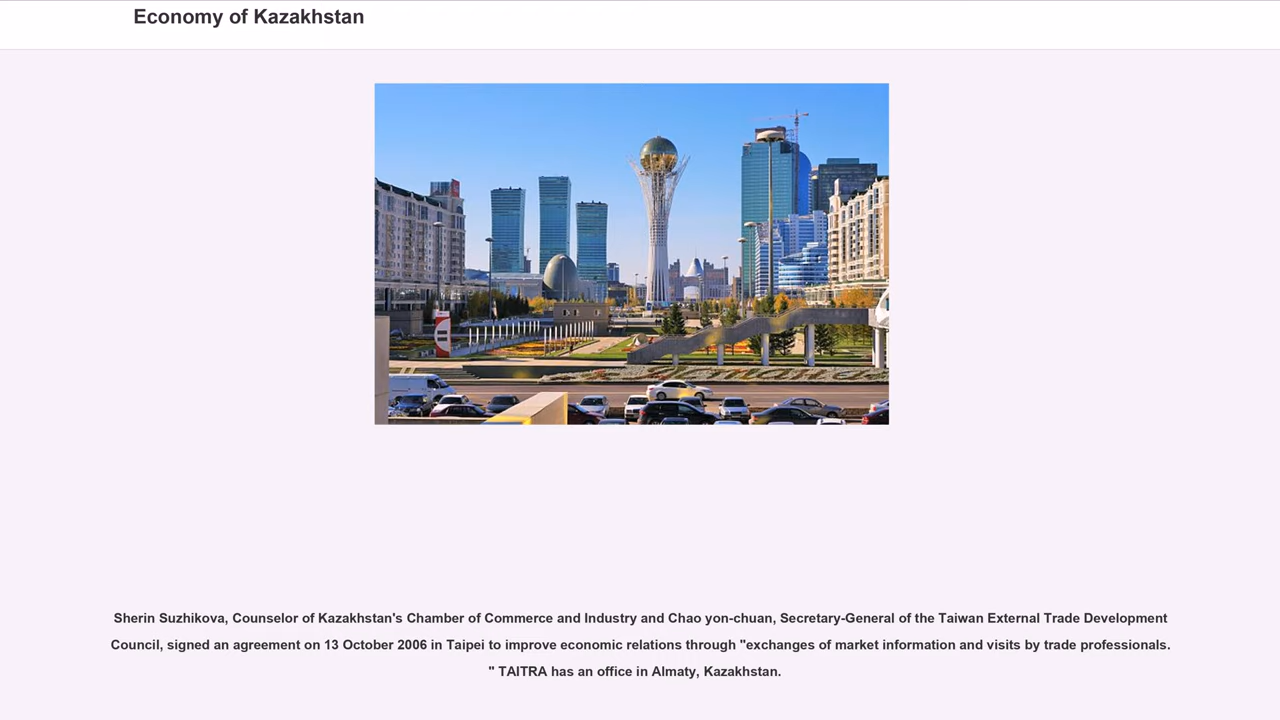 Economy of Kazakhstan
Sherin Suzhikova, Counselor of Kazakhstan's Chamber of Commerce and Industry and Chao yon-chuan, Secretary-General of the Taiwan External Trade Development
Council, signed an agreement on 13 October 2006 in Taipei to improve economic relations through "exchanges of market information and visits by trade professionals.
" TAITRA has an office in Almaty, Kazakhstan.